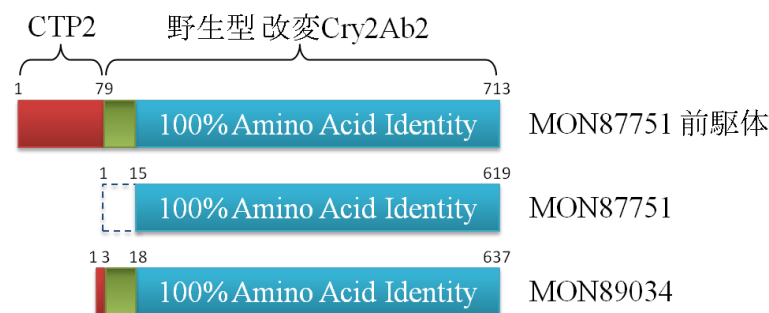 CTP2 野生型 改変Cry2Ab2
1 79 713
100% Amino Acid Identity MON87751 前駆体
1 15 619
100% Amino Acid Identity MON87751
1 3 18 637
100% Amino Acid Identity MON89034